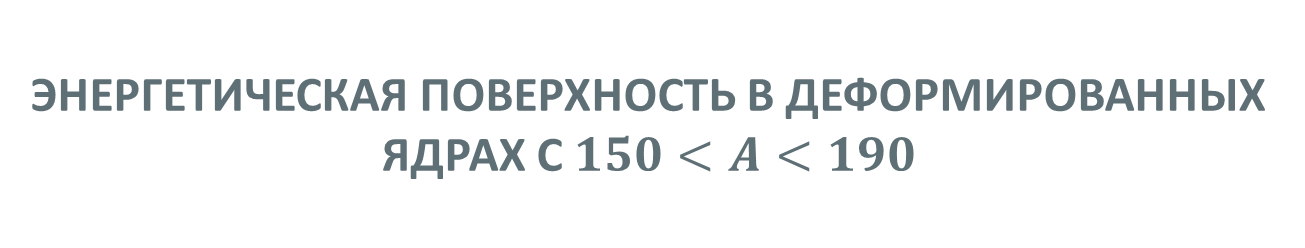 ЭНЕРГЕТИЧЕСКАЯ ПОВЕРХНОСТЬ В ДЕФОРМИРОВАННЫХ
ЯДРАХ С 150 < A < 190